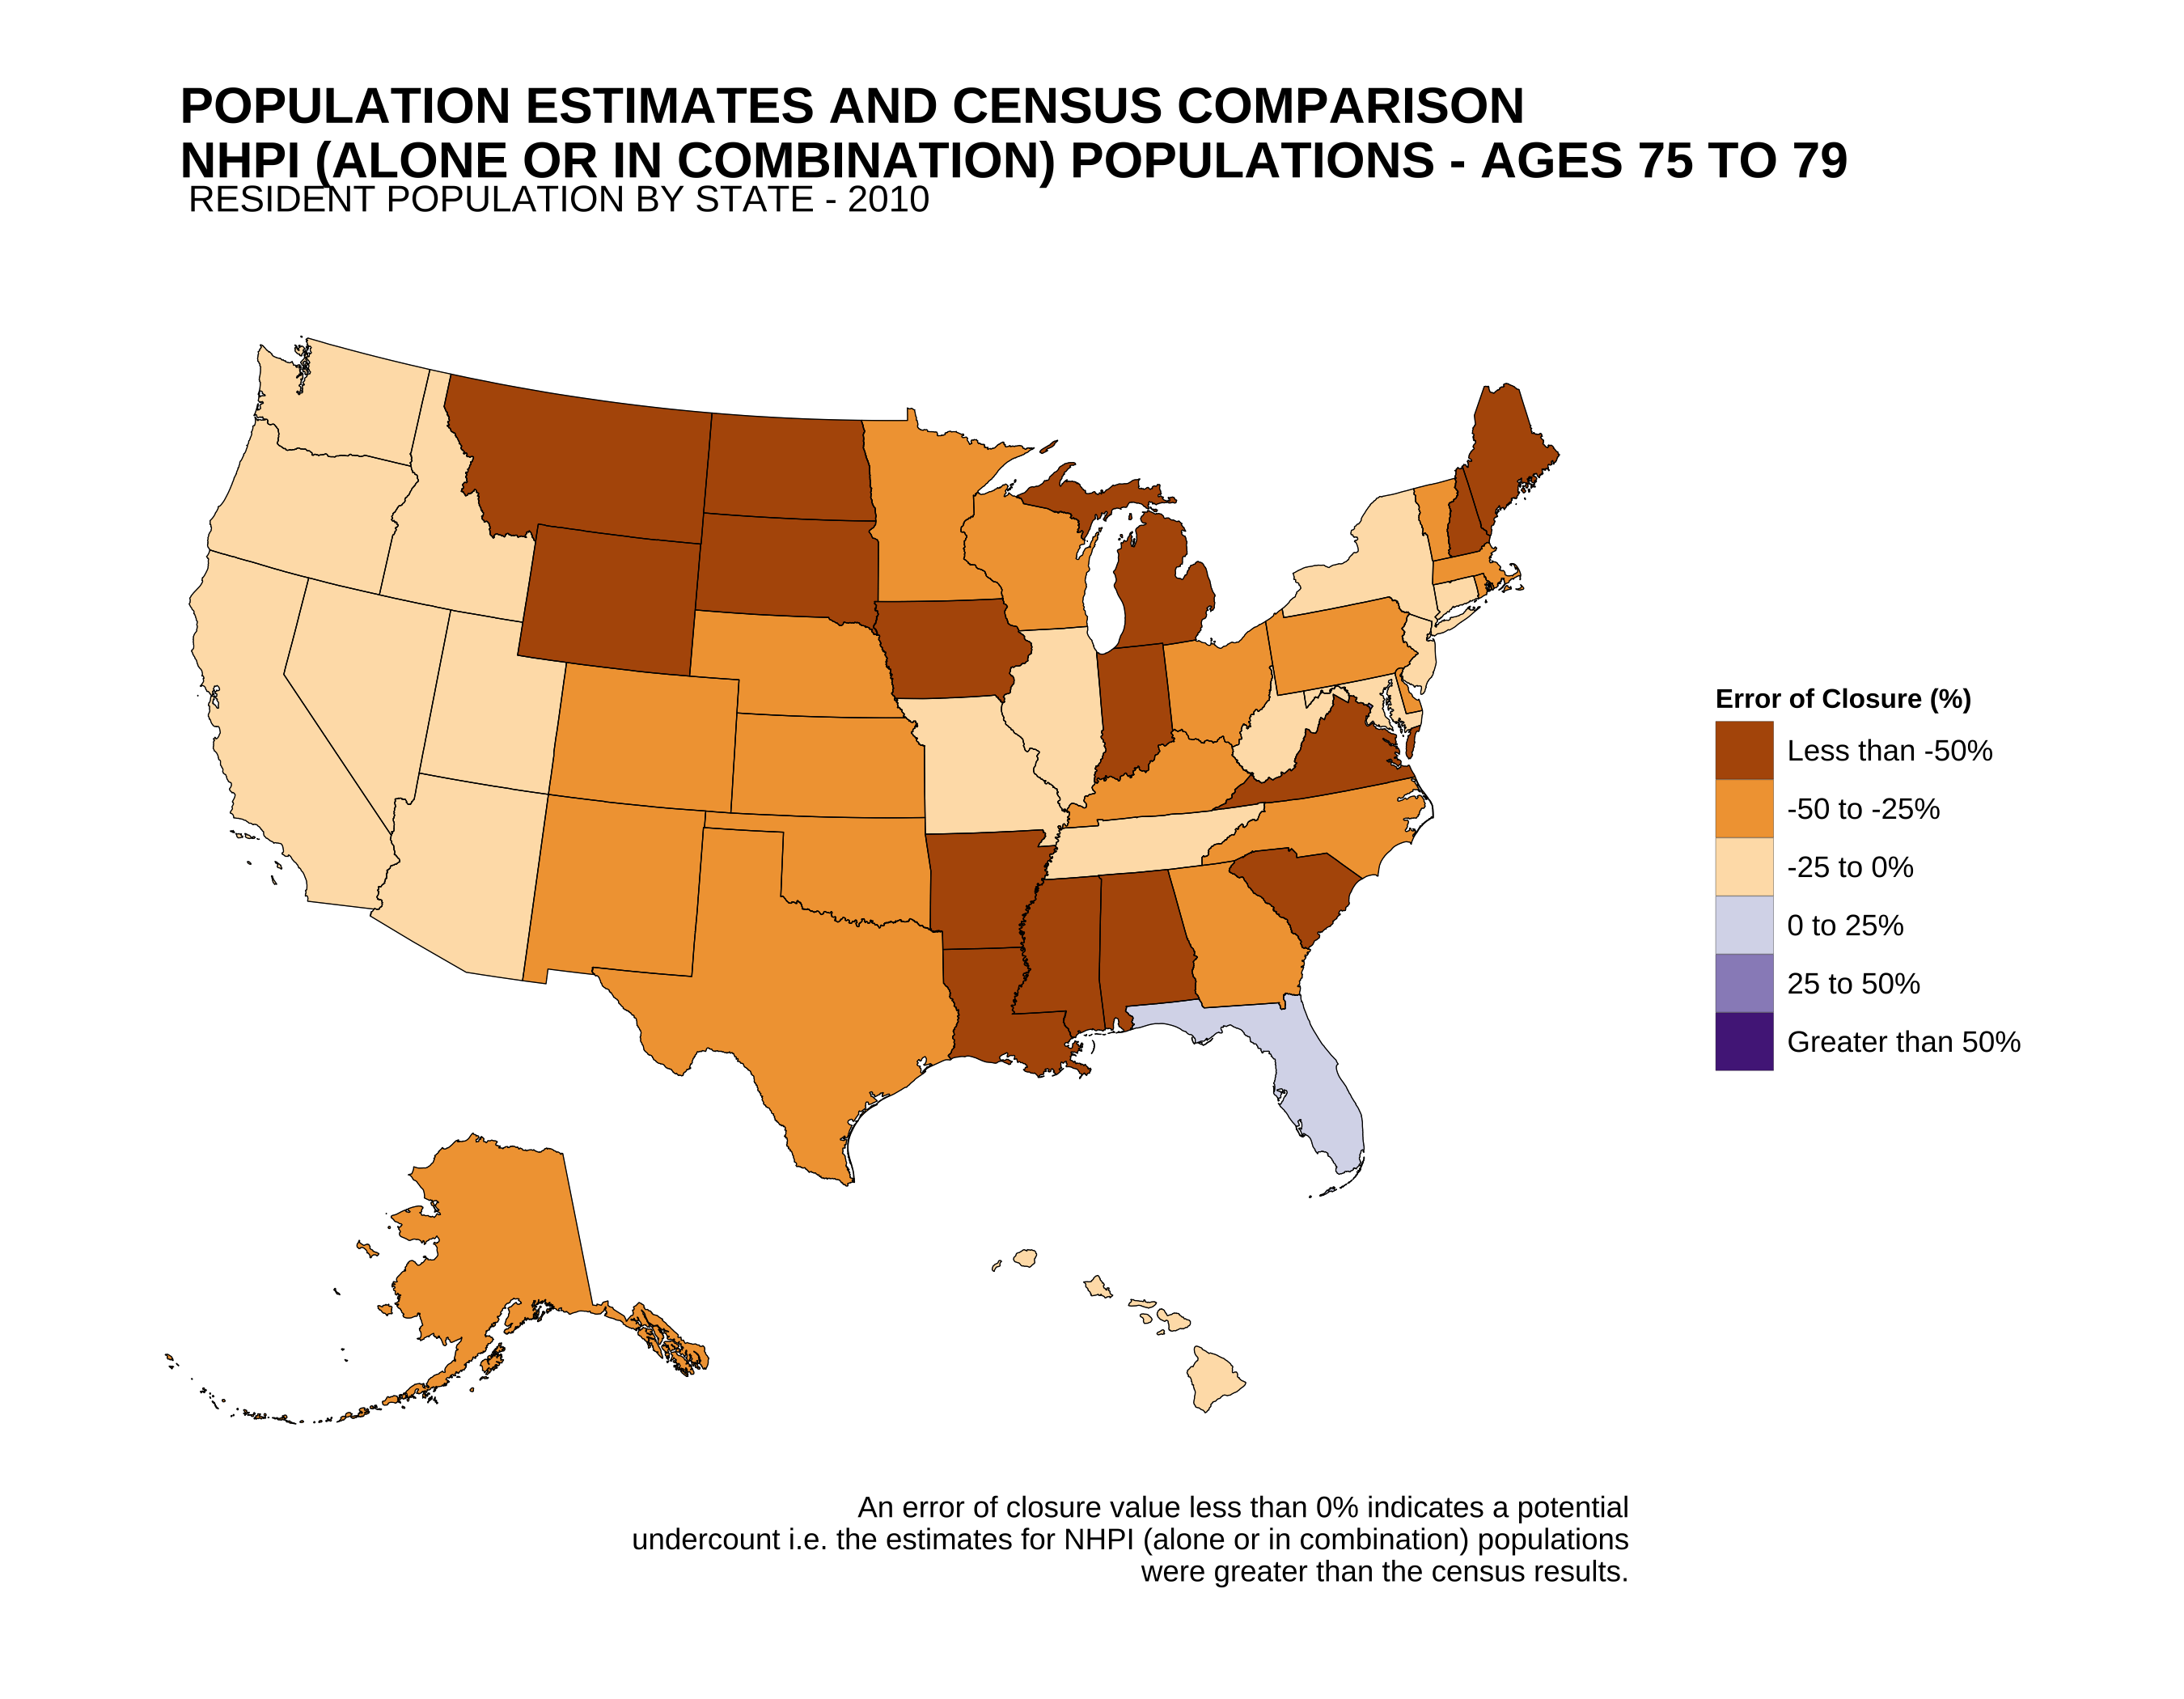 POPULATION ESTIMATES AND CENSUS COMPARISON
NHPI (ALONE OR IN COMBINATION) POPULATIONS - AGES 75 TO 79
RESIDENT POPULATION BY STATE - 2010
Error of Closure (%)
Less than -50%
-50 to -25%
-25 to 0%
0 to 25%
25 to 50%
Greater than 50%
An error of closure value less than 0% indicates a potential
undercount i.e. the estimates for NHPI (alone or in combination) populations
were greater than the census results.